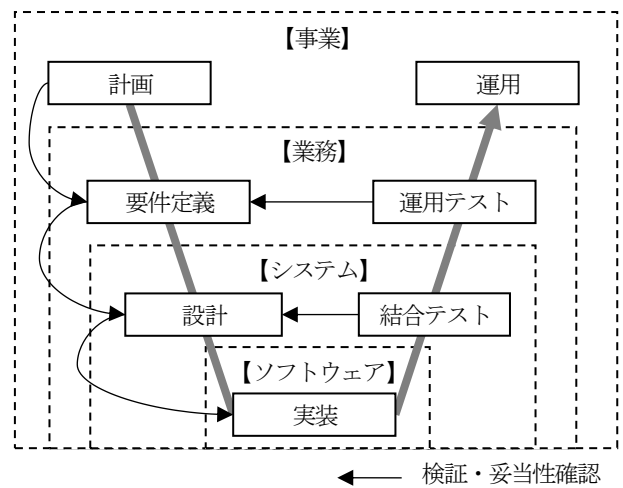 【事業】
計画
運用
【業務】
要件定義
運用テスト
【システム】
設計
結合テスト
【ソフトウェア】
実装
検証・妥当性確認